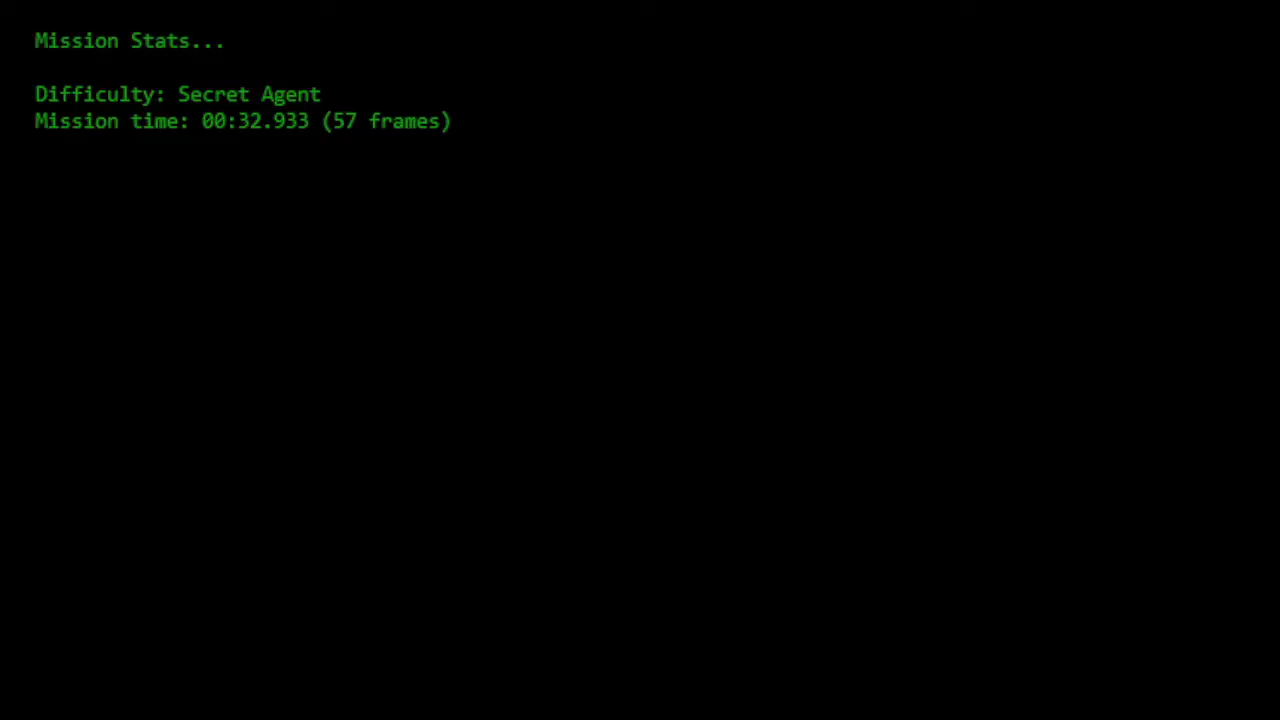 Mission Stats...
Difficulty: Secret Agent
Mission time: 00:32.933 (57 frames)